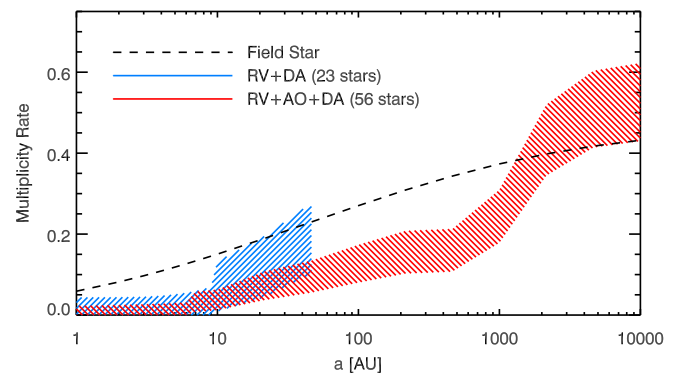 Multiplicity Rate
Field Star
RV+DA (23 stars)
RV+AO+DA (56 stars)
0.6
0.4
0.2
0.0
1 10 100 1000 10000
a [AU]